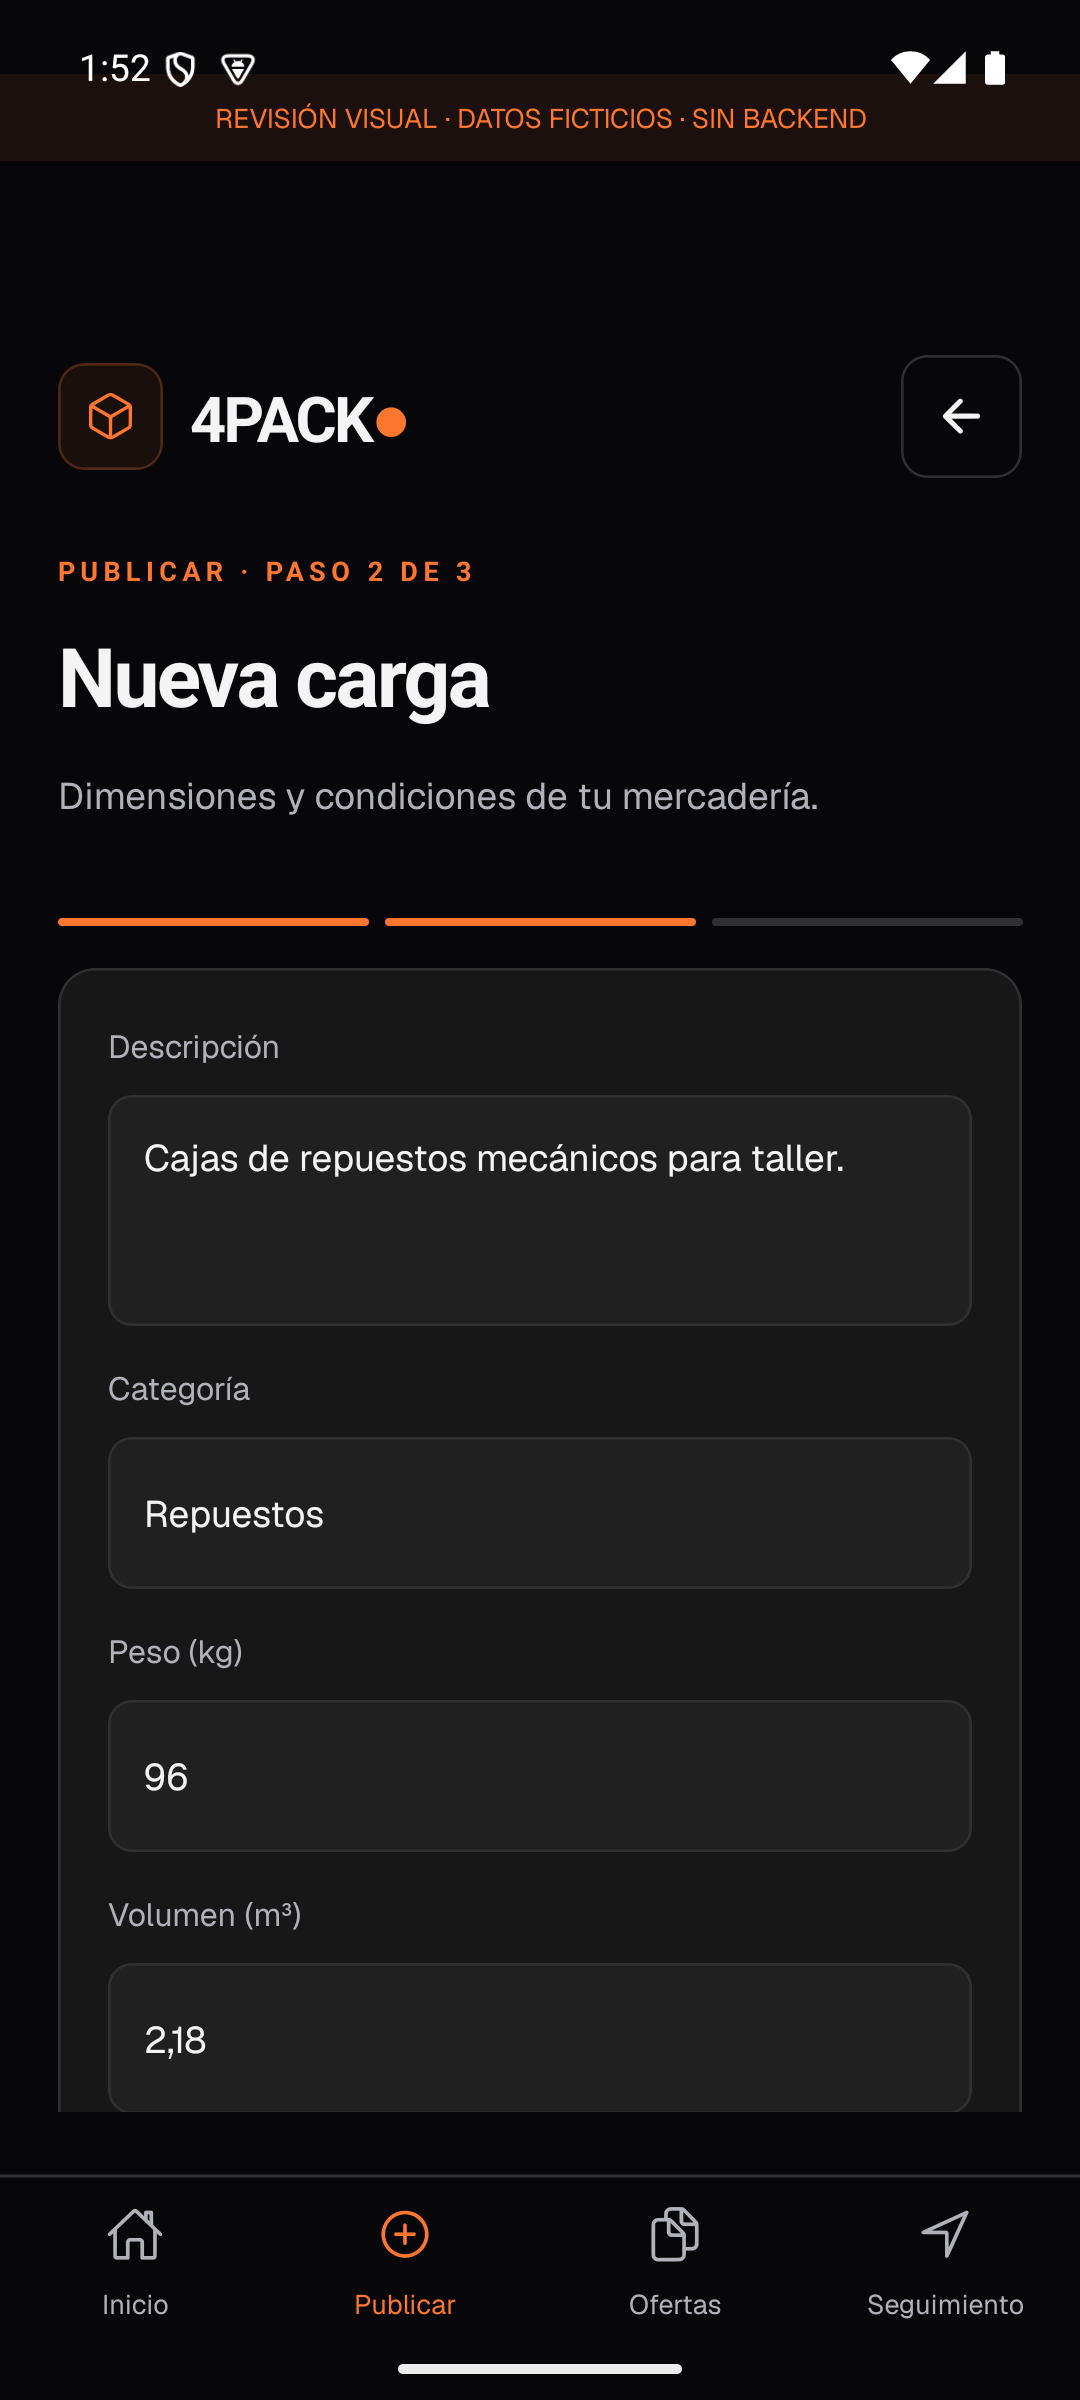 1:52
REVISIÓN VISUAL · DATOS FICTICIOS · SIN BACKEND
4PACK
PUBLICAR · PASO 2 DE 3
Nueva carga
Dimensiones y condiciones de tu mercadería.
Descripción
Cajas de repuestos mecánicos para taller.
Categoría
Repuestos
Peso (kg)
96
Volumen (m³)
2,18
Inicio
Publicar
Ofertas
Seguimiento